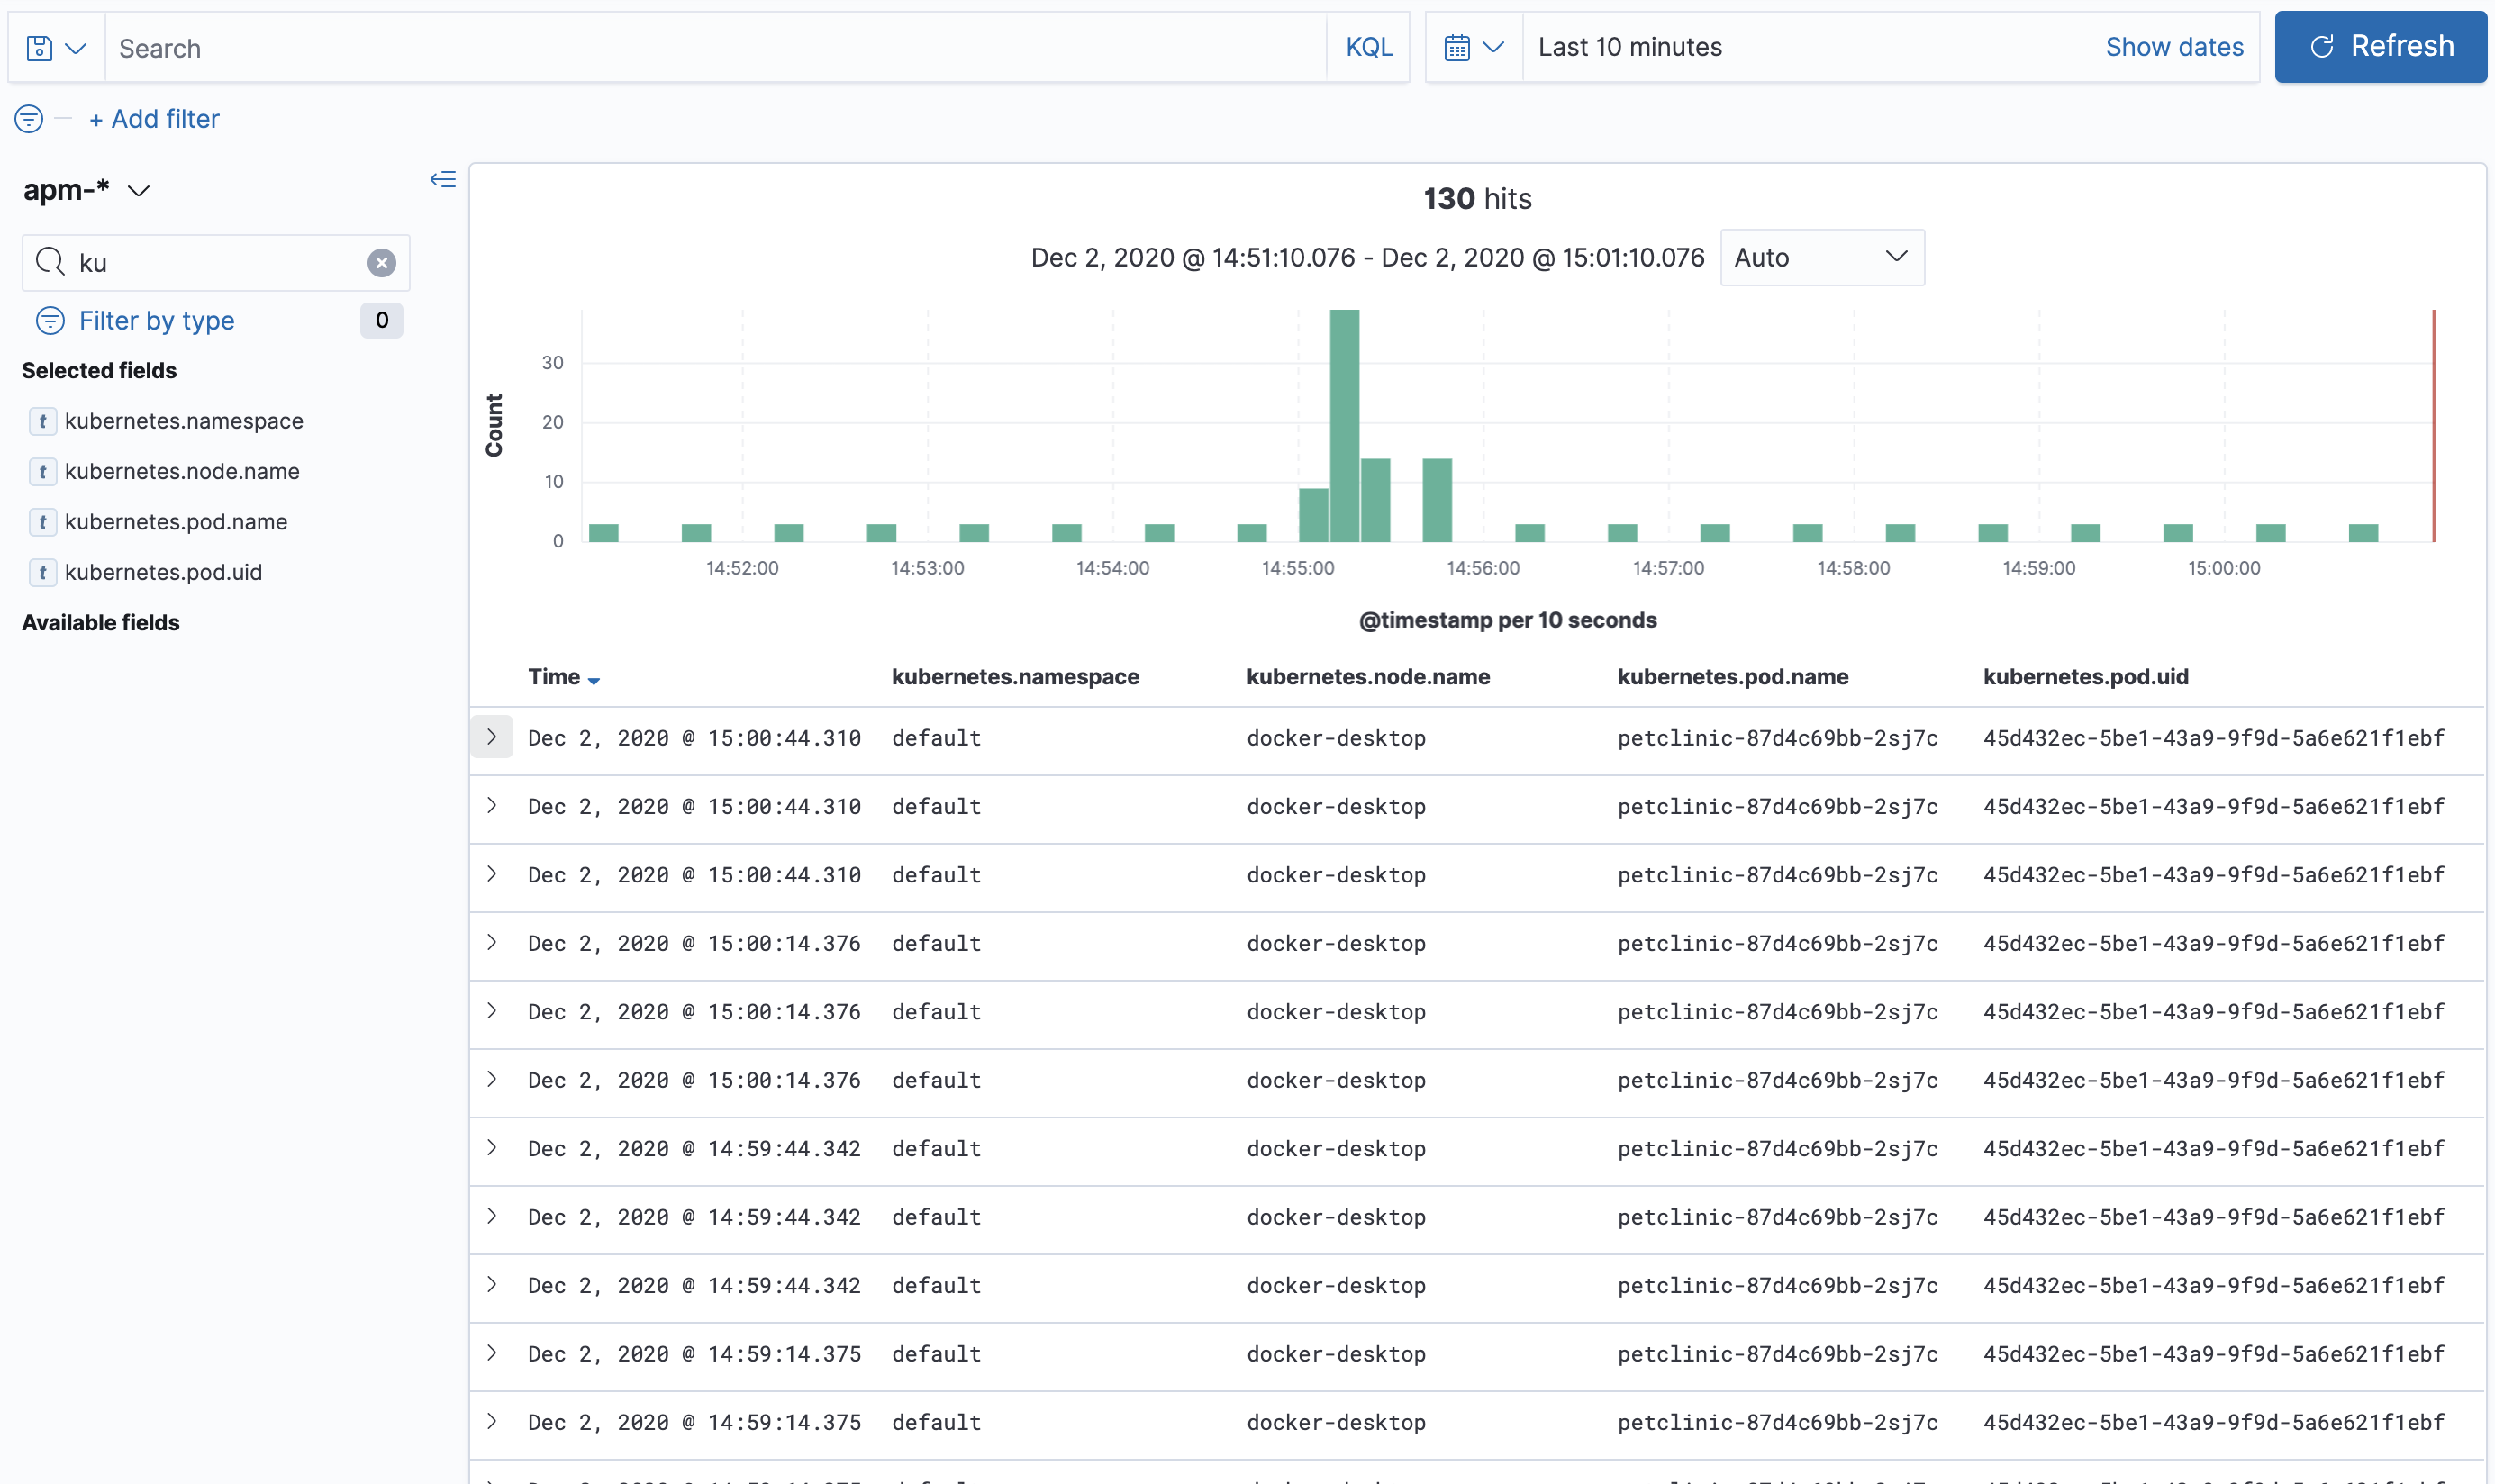 Search KQL Last 10 minutes Show dates Refresh
+ Add filter
apm-*
ku
Filter by type 0
Selected fields
t kubernetes.namespace
t kubernetes.node.name
t kubernetes.pod.name
t kubernetes.pod.uid
Available fields
130 hits
Dec 2, 2020 @ 14:51:10.076 - Dec 2, 2020 @ 15:01:10.076 Auto
Count
30
20
10
0
14:52:00 14:53:00 14:54:00 14:55:00 14:56:00 14:57:00 14:58:00 14:59:00 15:00:00
@timestamp per 10 seconds
Time kubernetes.namespace kubernetes.node.name kubernetes.pod.name kubernetes.pod.uid
Dec 2, 2020 @ 15:00:44.310 default docker-desktop petclinic-87d4c69bb-2sj7c 45d432ec-5be1-43a9-9f9d-5a6e621f1ebf
Dec 2, 2020 @ 15:00:44.310 default docker-desktop petclinic-87d4c69bb-2sj7c 45d432ec-5be1-43a9-9f9d-5a6e621f1ebf
Dec 2, 2020 @ 15:00:44.310 default docker-desktop petclinic-87d4c69bb-2sj7c 45d432ec-5be1-43a9-9f9d-5a6e621f1ebf
Dec 2, 2020 @ 15:00:14.376 default docker-desktop petclinic-87d4c69bb-2sj7c 45d432ec-5be1-43a9-9f9d-5a6e621f1ebf
Dec 2, 2020 @ 15:00:14.376 default docker-desktop petclinic-87d4c69bb-2sj7c 45d432ec-5be1-43a9-9f9d-5a6e621f1ebf
Dec 2, 2020 @ 15:00:14.376 default docker-desktop petclinic-87d4c69bb-2sj7c 45d432ec-5be1-43a9-9f9d-5a6e621f1ebf
Dec 2, 2020 @ 14:59:44.342 default docker-desktop petclinic-87d4c69bb-2sj7c 45d432ec-5be1-43a9-9f9d-5a6e621f1ebf
Dec 2, 2020 @ 14:59:44.342 default docker-desktop petclinic-87d4c69bb-2sj7c 45d432ec-5be1-43a9-9f9d-5a6e621f1ebf
Dec 2, 2020 @ 14:59:44.342 default docker-desktop petclinic-87d4c69bb-2sj7c 45d432ec-5be1-43a9-9f9d-5a6e621f1ebf
Dec 2, 2020 @ 14:59:14.375 default docker-desktop petclinic-87d4c69bb-2sj7c 45d432ec-5be1-43a9-9f9d-5a6e621f1ebf
Dec 2, 2020 @ 14:59:14.375 default docker-desktop petclinic-87d4c69bb-2sj7c 45d432ec-5be1-43a9-9f9d-5a6e621f1ebf